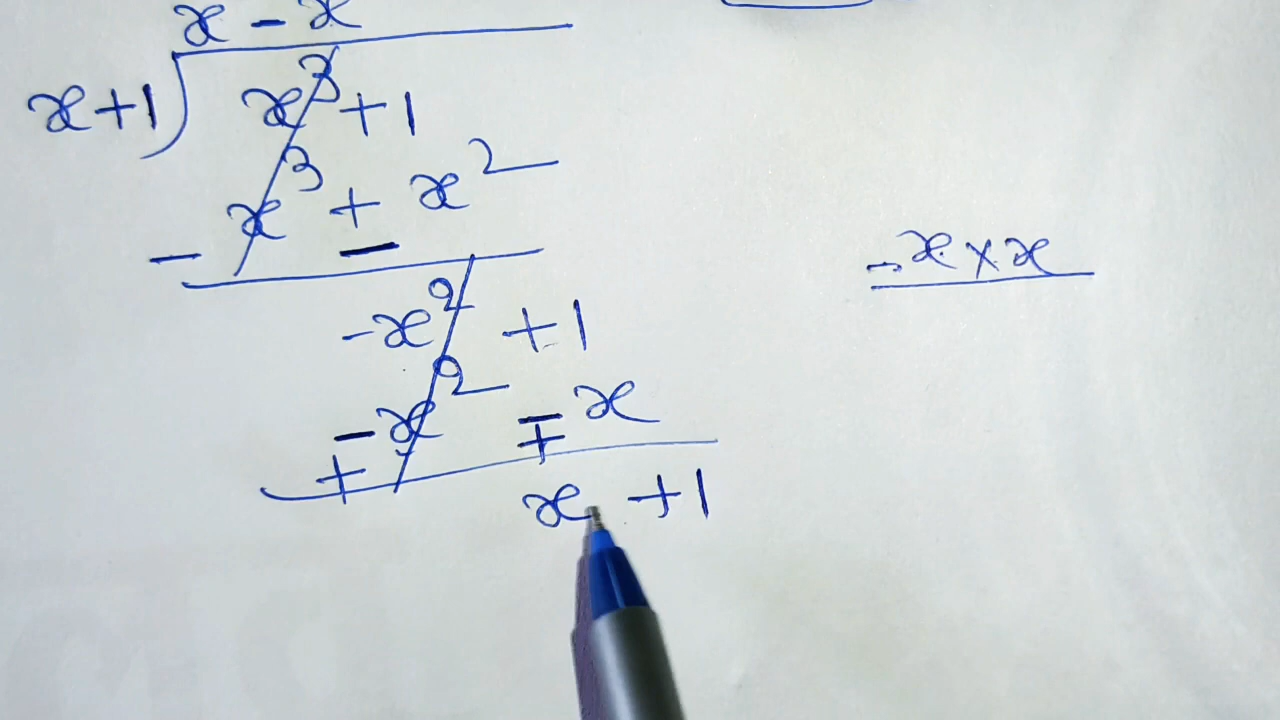 x - x
x+1) x³ + 1
x³ + x²
- -
-x² + 1
-x² - x
+ +
x + 1
- x × x